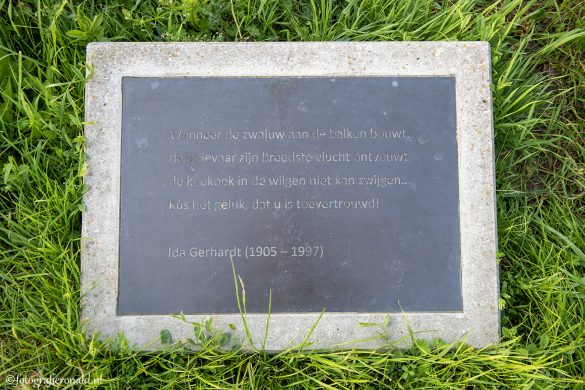 Wanneer de zwaluw aan de balken bouwt,
de ooievaar zijn breedste vlucht ontvouwt,
de koekoek in de wilgen niet kan zwijgen..
Kús het geluk, dat u is toevertrouwd!
Ida Gerhardt (1905 – 1997)
©fotografieronald.nl